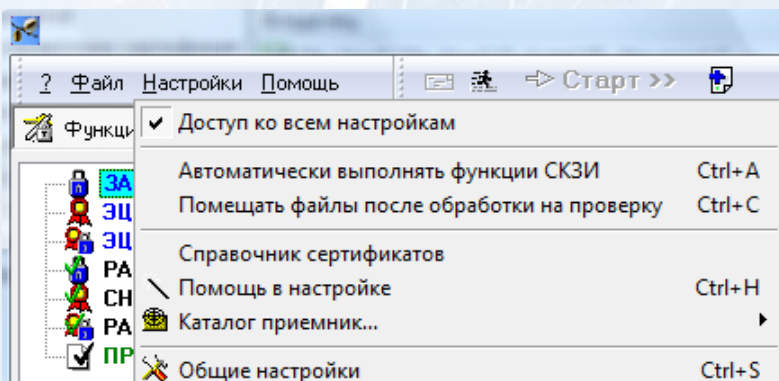 ? Файл Настройки Помощь Старт >>
Функци
Доступ ко всем настройкам
Автоматически выполнять функции СКЗИ Ctrl+A
ЗА
Помещать файлы после обработки на проверку Ctrl+C
ЭЦ
ЭЦ
Справочник сертификатов
РА
Помощь в настройке Ctrl+H
СН
Каталог приемник...
РА
ПР
Общие настройки Ctrl+S